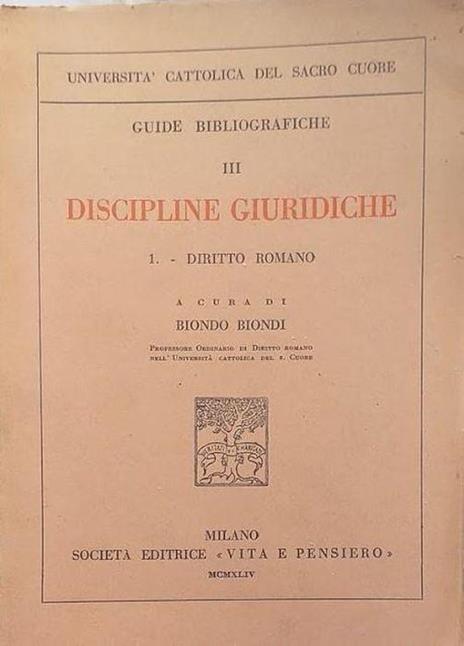 UNIVERSITA' CATTOLICA DEL SACRO CUORE
GUIDE BIBLIOGRAFICHE
III
DISCIPLINE GIURIDICHE
1. - DIRITTO ROMANO
A CURA DI
BIONDO BIONDI
PROFESSORE ORDINARIO DI DIRITTO ROMANO
NELL'UNIVERSITÀ CATTOLICA DEL S. CUORE
MILANO
SOCIETÀ EDITRICE «VITA E PENSIERO»
MCMXLIV